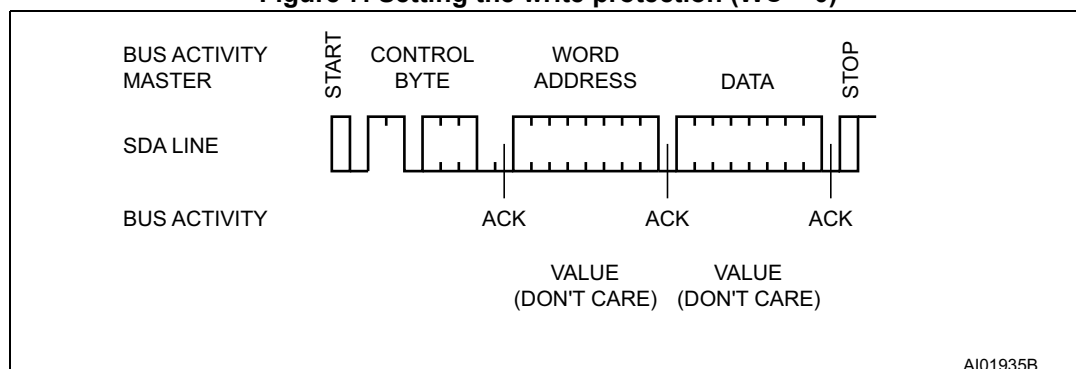 BUS ACTIVITY
MASTER
START
CONTROL
BYTE
WORD
ADDRESS
DATA
STOP
SDA LINE
BUS ACTIVITY
ACK
ACK
ACK
VALUE
(DON'T CARE)
VALUE
(DON'T CARE)
AI01935B